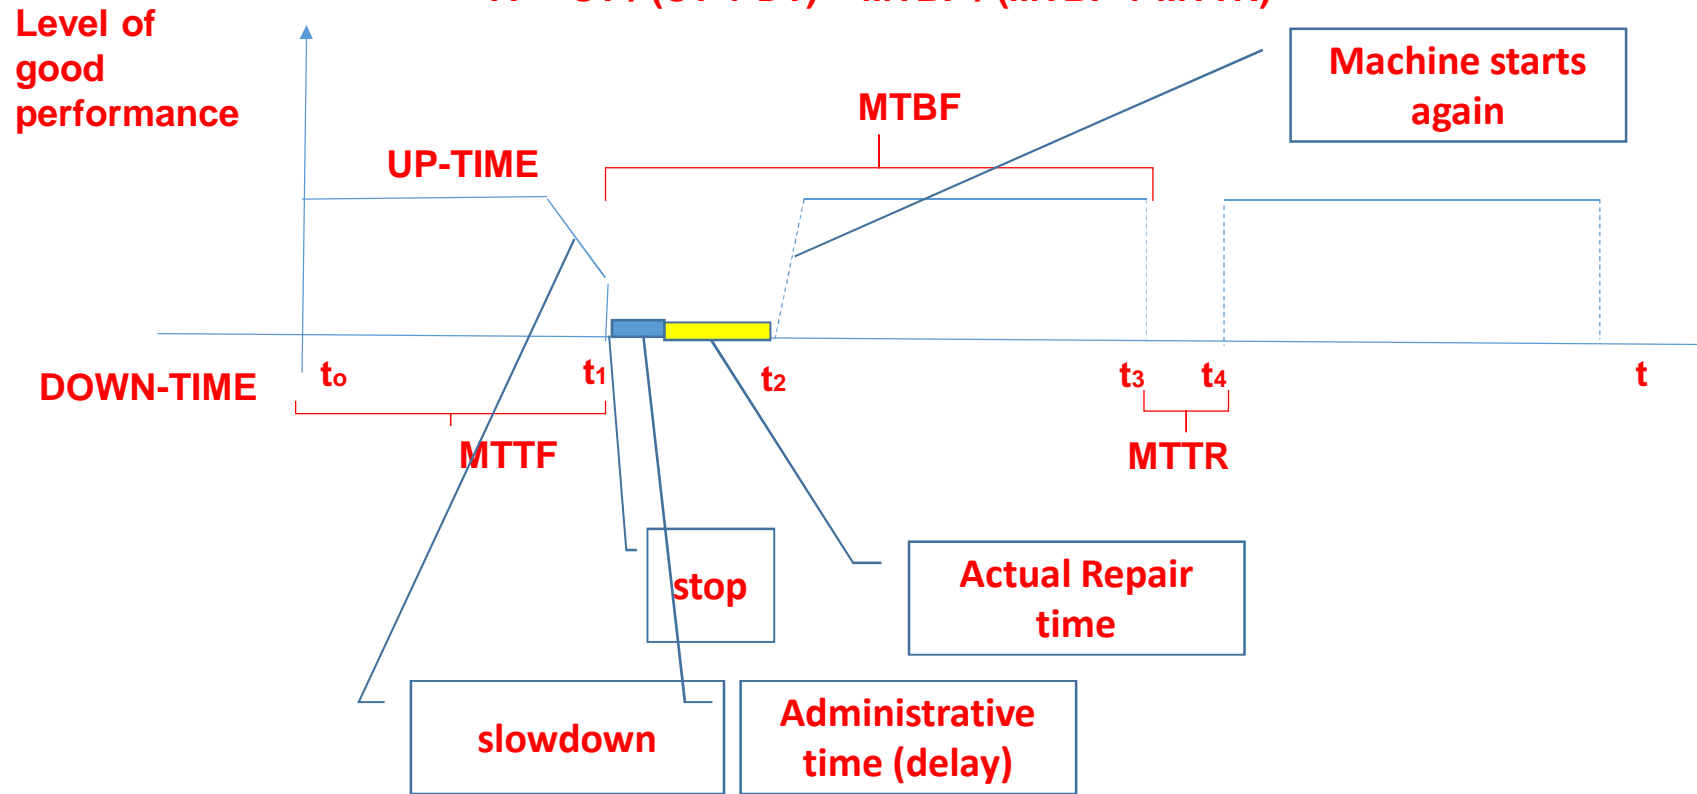 Level of
good
performance
MTBF
Machine starts
again
UP-TIME
DOWN-TIME
to
t1
t2
t3
t4
t
MTTF
MTTR
stop
Actual Repair
time
slowdown
Administrative
time (delay)